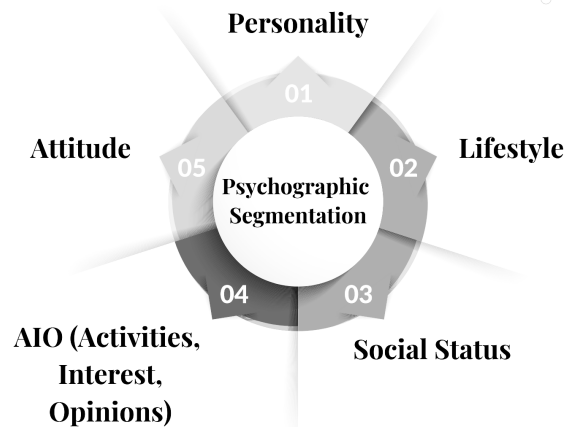 Personality
01
Attitude
Lifestyle
05
02
Psychographic
Segmentation
04
03
AIO (Activities,
Interest,
Opinions)
Social Status